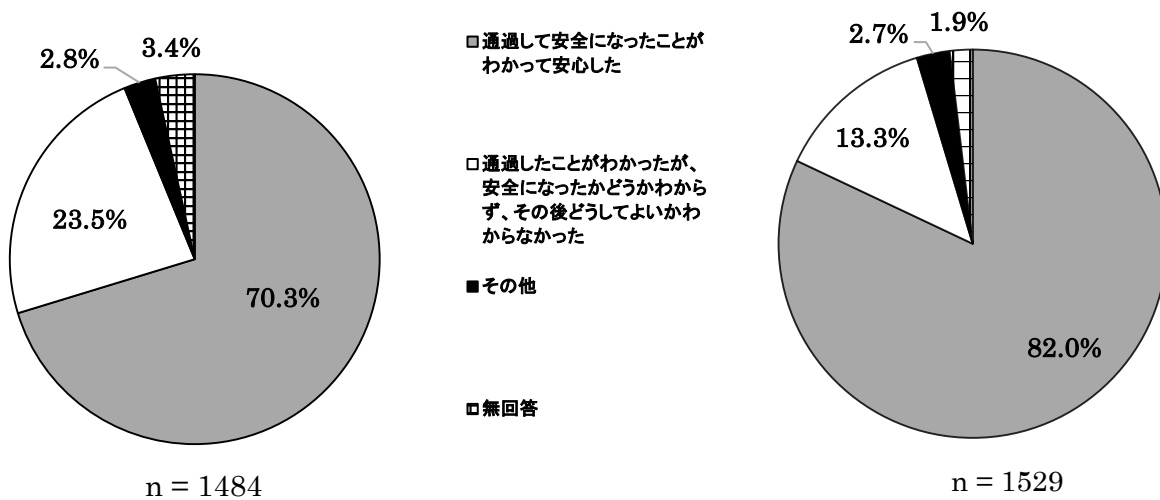 3.4%
2.8%
23.5%
70.3%
n = 1484
通過して安全になったことが
わかって安心した
通過したことがわかったが、
安全になったかどうかわから
ず、その後どうしてよいかわ
からなかった
その他
無回答
1.9%
2.7%
13.3%
82.0%
n = 1529